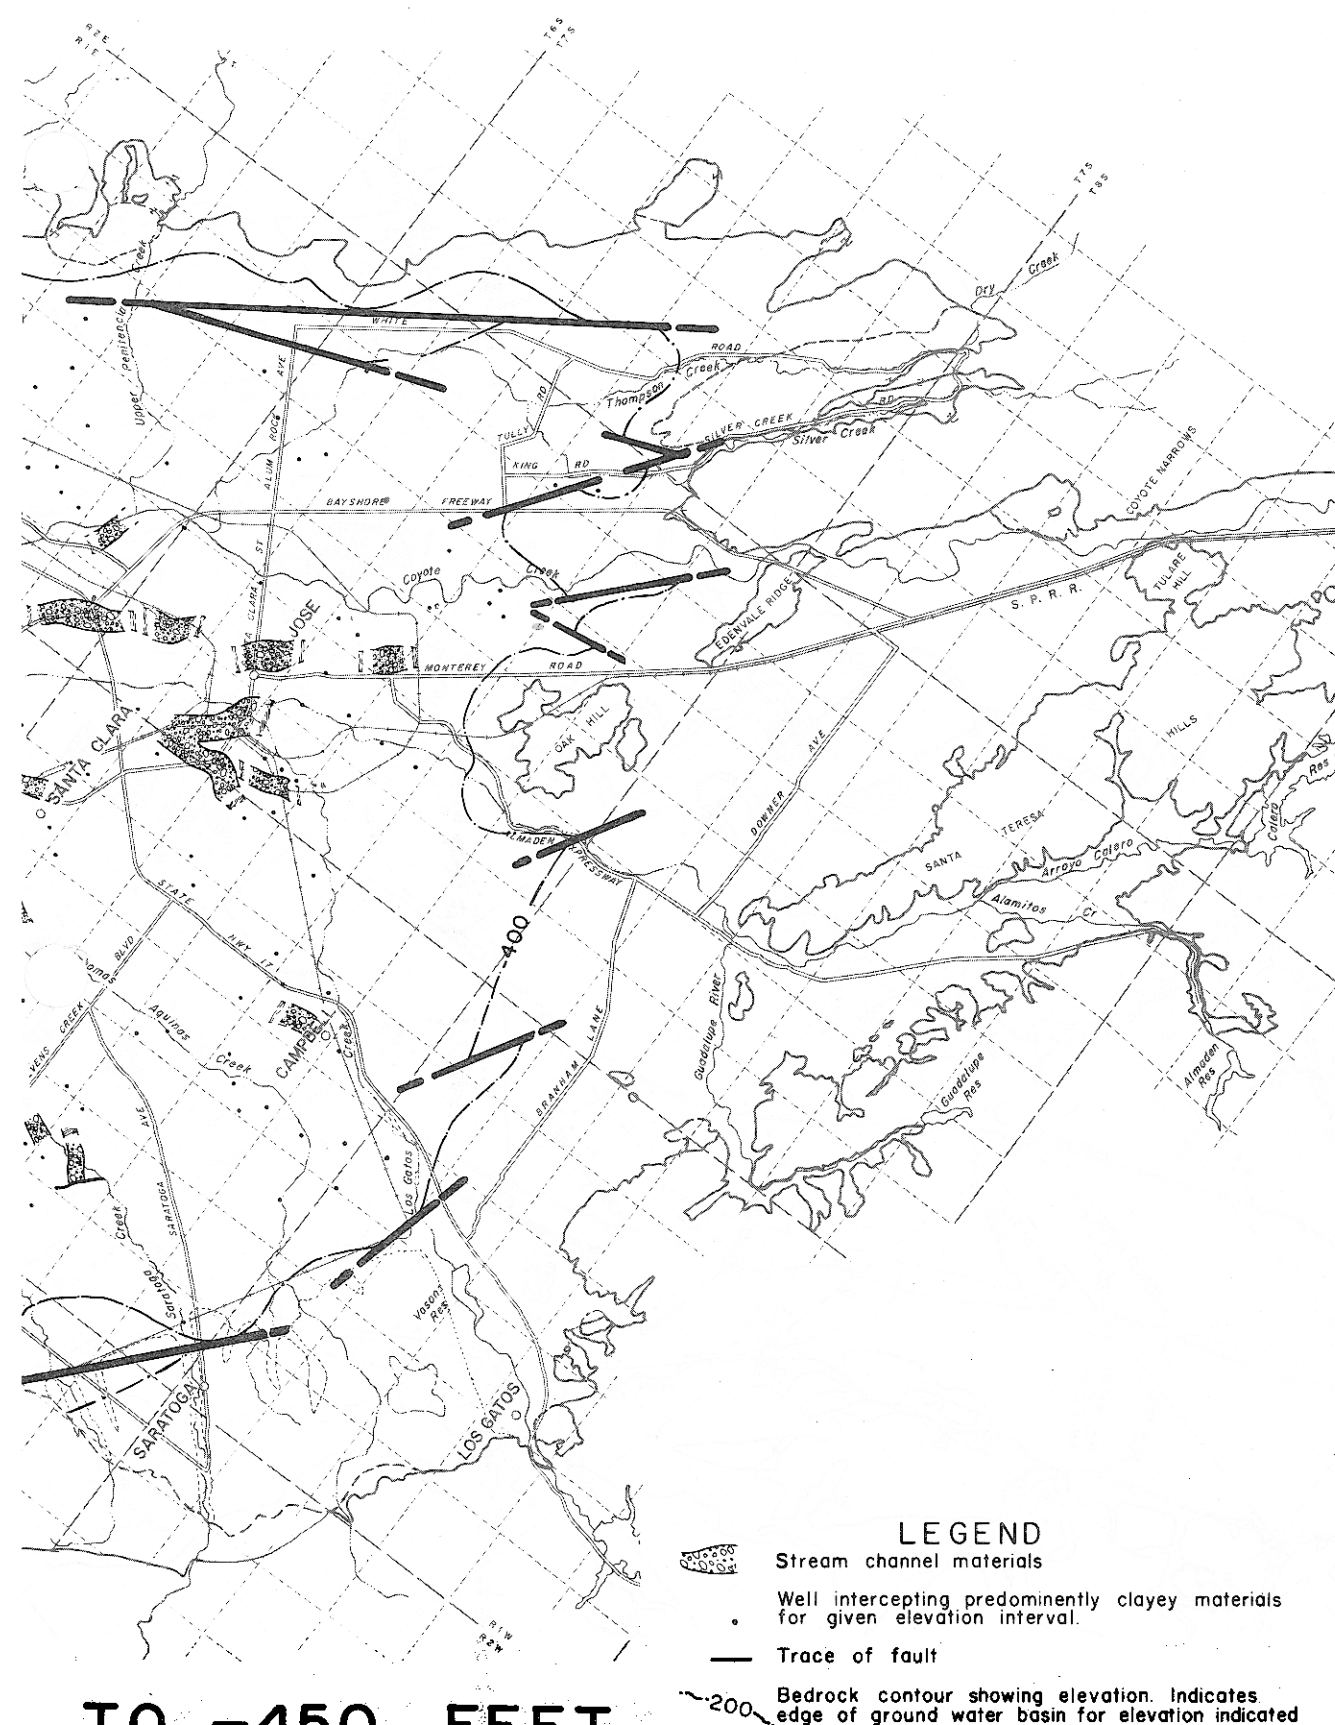 R2E
R1E
T6S
T7S
T7S
T8S
Dry Creek
Upper Penitencia Creek
WHITE
ROAD
AVE
ROCK
ALUM
RD
TULLY
Thompson Creek
SILVER CREEK RD
Silver Creek
KING RD
BAYSHORE FREEWAY
COYOTE NARROWS
Coyote Creek
ST
CLARA
JOSE
EDENVALE RIDGE
TULARE HILL
S. P. R. R.
MONTEREY ROAD
OAK HILL
SANTA CLARA
DOWNER AVE
HILLS
TERESA
SANTA
Calero Res
Arroyo Calero
Alamitos Cr
ALMADEN EXPRESSWAY
STATE HWY 17
-400
BLVD
CREEK
Aquinas Creek
CAMPBELL
Creek
Los Gatos
BRANHAM LANE
Guadalupe River
Guadalupe Res
Almaden Res
SARATOGA AVE
Saratoga Creek
Vasona Res
SARATOGA
LOS GATOS
R1W
R2W
LEGEND
Stream channel materials
Well intercepting predominently clayey materials
for given elevation interval.
Trace of fault
-200 Bedrock contour showing elevation. Indicates
edge of ground water basin for elevation indicated
TO -450 FEET